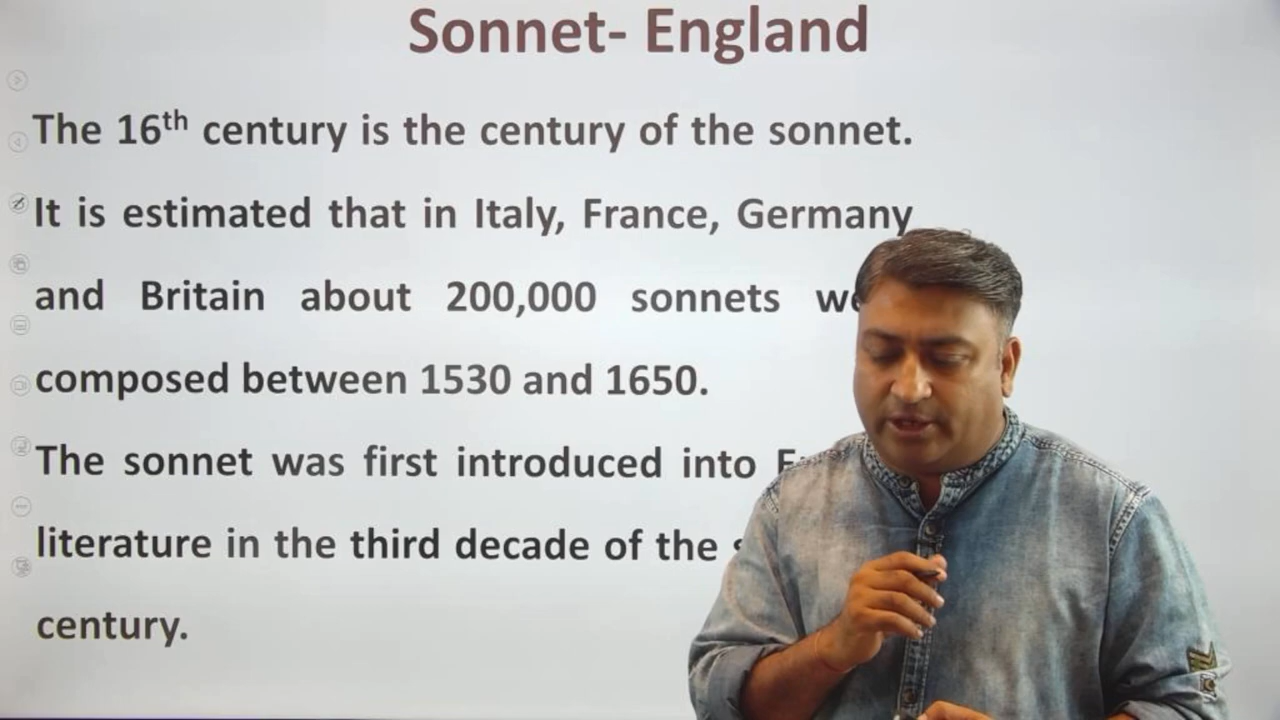 Sonnet- England
The 16th century is the century of the sonnet.
It is estimated that in Italy, France, Germany
and Britain about 200,000 sonnets
composed between 1530 and 1650.
The sonnet was first introduced into
literature in the third decade of the
century.